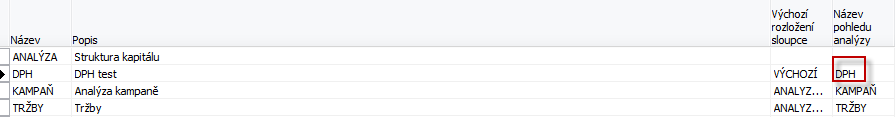 Název Popis Výchozí rozložení sloupce Název pohledu analýzy
ANALÝZA Struktura kapitálu
DPH DPH test VÝCHOZÍ DPH
KAMPAŇ Analýza kampaně ANALYZ... KAMPAŇ
TRŽBY Tržby ANALYZ... TRŽBY